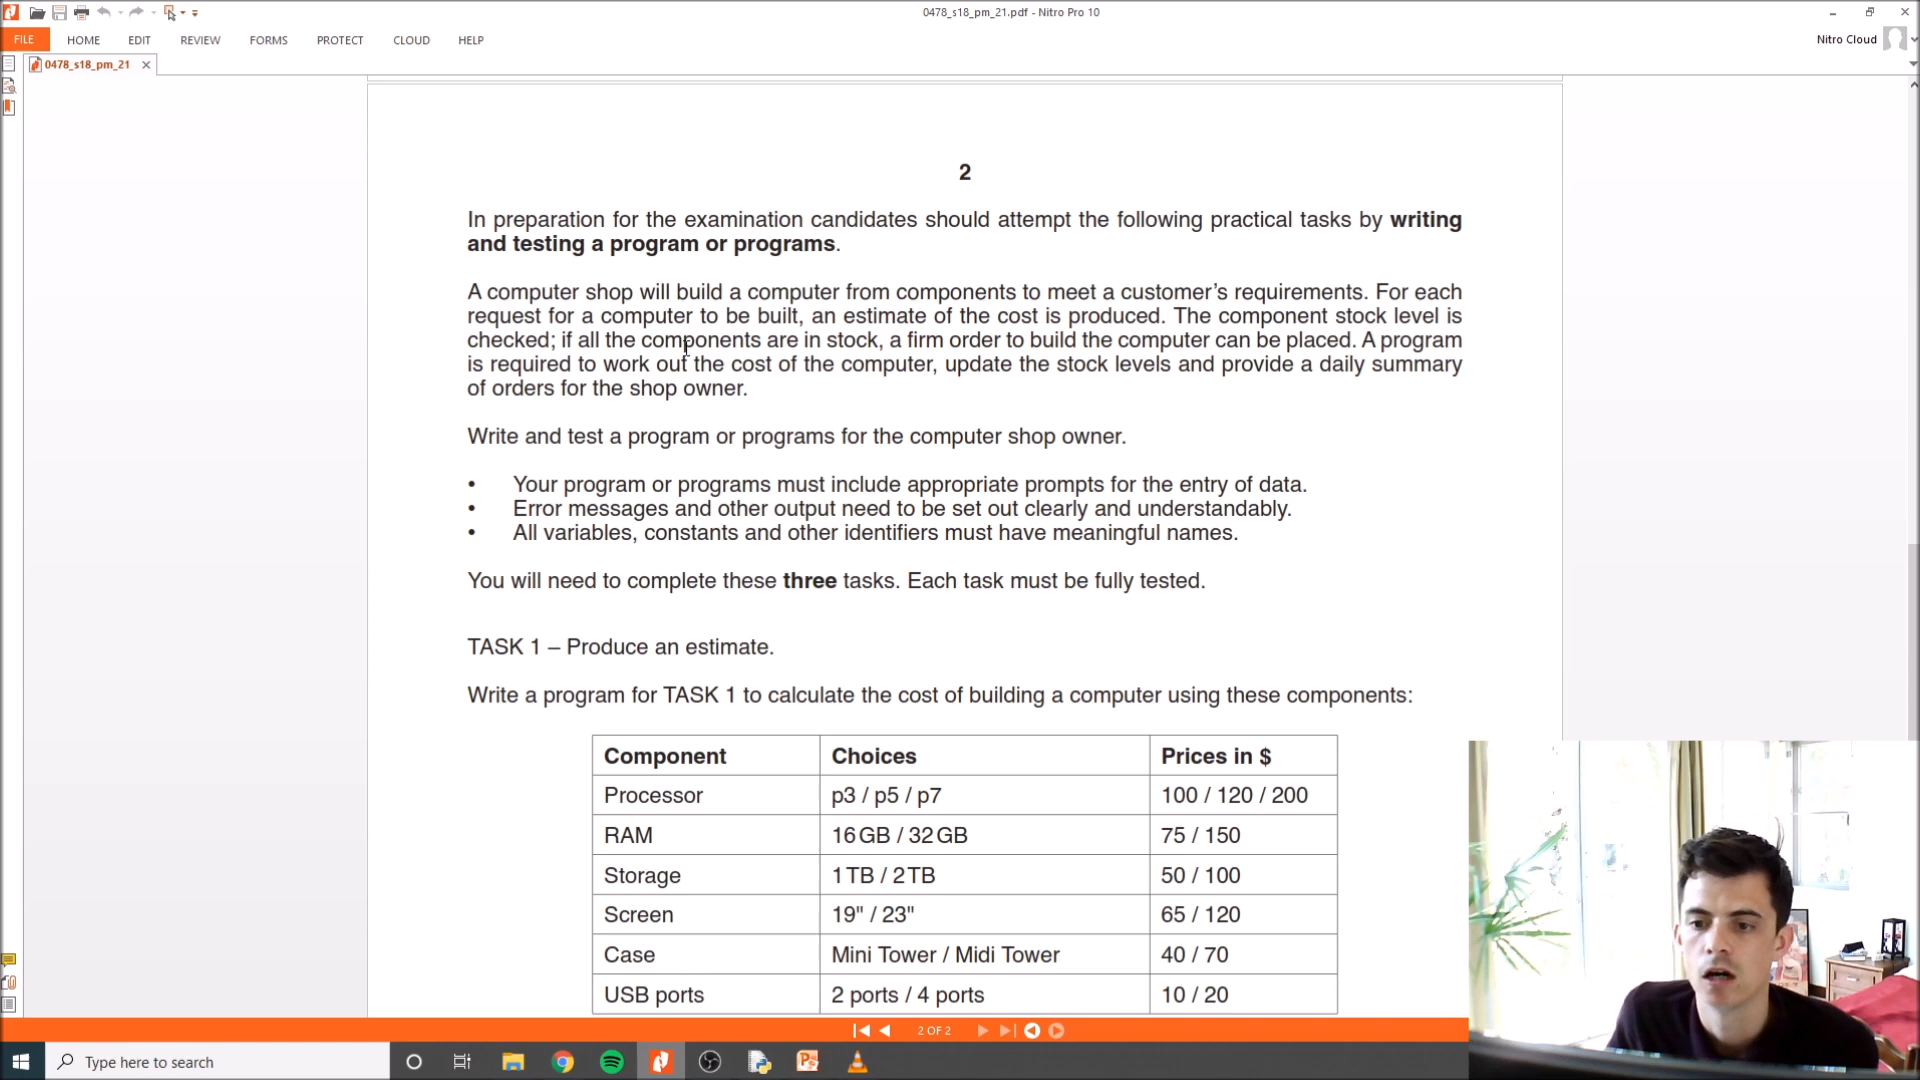 0478_s18_pm_21.pdf - Nitro Pro 10
FILE HOME EDIT REVIEW FORMS PROTECT CLOUD HELP
Nitro Cloud
0478_s18_pm_21
2
In preparation for the examination candidates should attempt the following practical tasks by writing
and testing a program or programs.
A computer shop will build a computer from components to meet a customer’s requirements. For each
request for a computer to be built, an estimate of the cost is produced. The component stock level is
checked; if all the components are in stock, a firm order to build the computer can be placed. A program
is required to work out the cost of the computer, update the stock levels and provide a daily summary
of orders for the shop owner.
Write and test a program or programs for the computer shop owner.
• Your program or programs must include appropriate prompts for the entry of data.
• Error messages and other output need to be set out clearly and understandably.
• All variables, constants and other identifiers must have meaningful names.
You will need to complete these three tasks. Each task must be fully tested.
TASK 1 – Produce an estimate.
Write a program for TASK 1 to calculate the cost of building a computer using these components:
Component Choices Prices in $
Processor p3 / p5 / p7 100 / 120 / 200
RAM 16 GB / 32 GB 75 / 150
Storage 1 TB / 2 TB 50 / 100
Screen 19" / 23" 65 / 120
Case Mini Tower / Midi Tower 40 / 70
USB ports 2 ports / 4 ports 10 / 20
2 OF 2
Type here to search